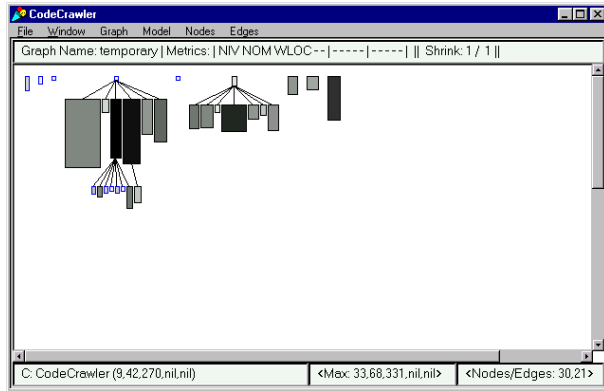 CodeCrawler
File Window Graph Model Nodes Edges
Graph Name: temporary | Metrics: | NIV NOM WLOC--|-----|-----| || Shrink: 1 / 1 ||
C: CodeCrawler (9,42,270,nil,nil) <Max: 33,68,331,nil,nil> <Nodes/Edges: 30,21>